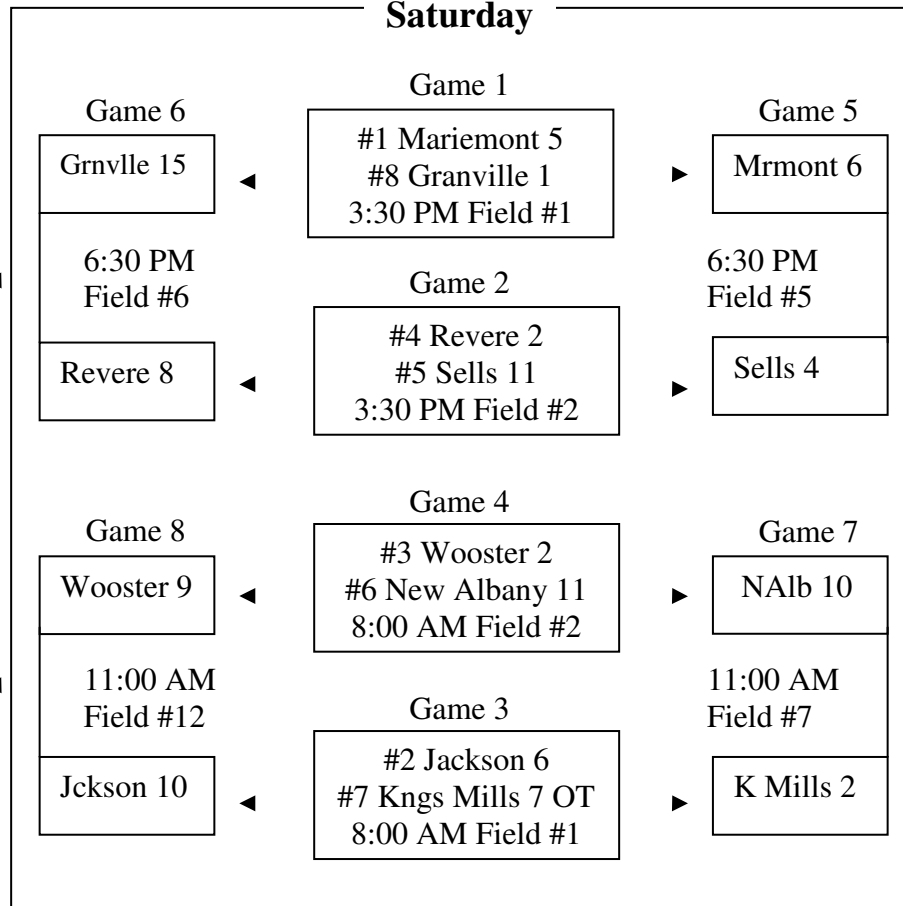 Saturday
Game 1
Game 6
Game 5
#1 Mariemont 5
#8 Granville 1
3:30 PM Field #1
Grnvlle 15
Mrmont 6
6:30 PM
Field #6
6:30 PM
Field #5
Game 2
#4 Revere 2
#5 Sells 11
3:30 PM Field #2
Revere 8
Sells 4
Game 4
Game 8
Game 7
#3 Wooster 2
#6 New Albany 11
8:00 AM Field #2
Wooster 9
NAlb 10
11:00 AM
Field #12
11:00 AM
Field #7
Game 3
#2 Jackson 6
#7 Kngs Mills 7 OT
8:00 AM Field #1
Jckson 10
K Mills 2